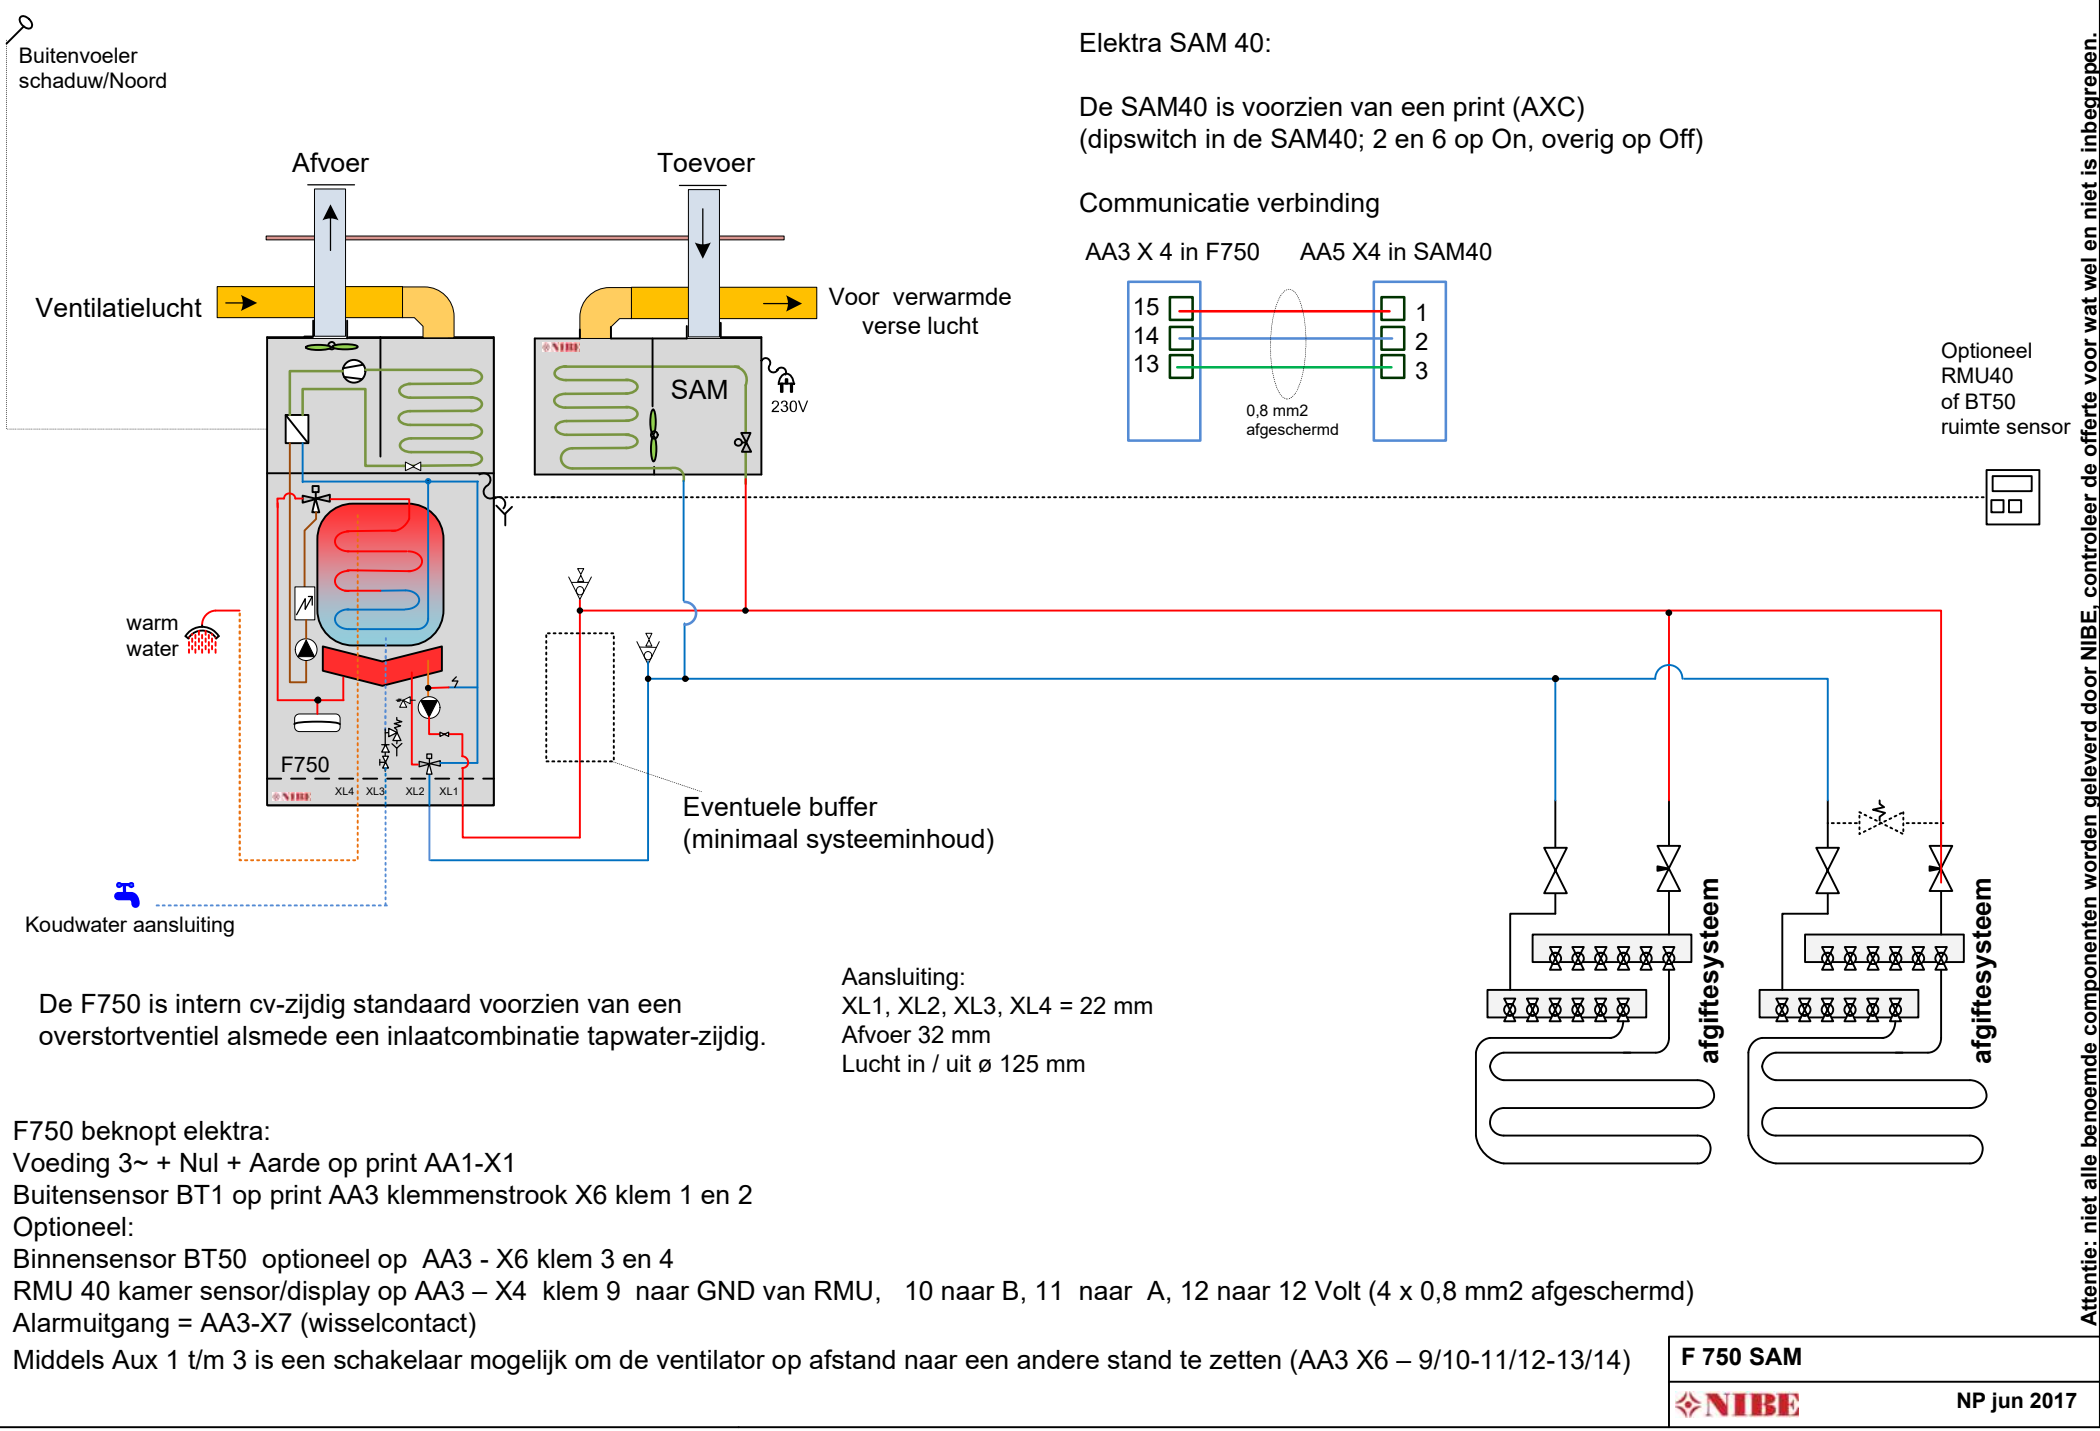 Buitenvoeler
schaduw/Noord
Afvoer
Toevoer
Ventilatielucht
Voor verwarmde
verse lucht
NIBE
SAM
230V
Elektra SAM 40:
De SAM40 is voorzien van een print (AXC)
(dipswitch in de SAM40; 2 en 6 op On, overig op Off)
Communicatie verbinding
AA3 X 4 in F750
AA5 X4 in SAM40
15
14
13
1
2
3
0,8 mm2
afgeschermd
Optioneel
RMU40
of BT50
ruimte sensor
warm
water
F750
NIBE
XL4
XL3
XL2
XL1
Koudwater aansluiting
Eventuele buffer
(minimaal systeeminhoud)
afgiftesysteem
afgiftesysteem
De F750 is intern cv-zijdig standaard voorzien van een
overstortventiel alsmede een inlaatcombinatie tapwater-zijdig.
Aansluiting:
XL1, XL2, XL3, XL4 = 22 mm
Afvoer 32 mm
Lucht in / uit ø 125 mm
F750 beknopt elektra:
Voeding 3~ + Nul + Aarde op print AA1-X1
Buitensensor BT1 op print AA3 klemmenstrook X6 klem 1 en 2
Optioneel:
Binnensensor BT50 optioneel op AA3 - X6 klem 3 en 4
RMU 40 kamer sensor/display op AA3 – X4 klem 9 naar GND van RMU, 10 naar B, 11 naar A, 12 naar 12 Volt (4 x 0,8 mm2 afgeschermd)
Alarmuitgang = AA3-X7 (wisselcontact)
Middels Aux 1 t/m 3 is een schakelaar mogelijk om de ventilator op afstand naar een andere stand te zetten (AA3 X6 – 9/10-11/12-13/14)
Attentie: niet alle benoemde componenten worden geleverd door NIBE, controleer de offerte voor wat wel en niet is inbegrepen.
F 750 SAM
NIBE
NP jun 2017